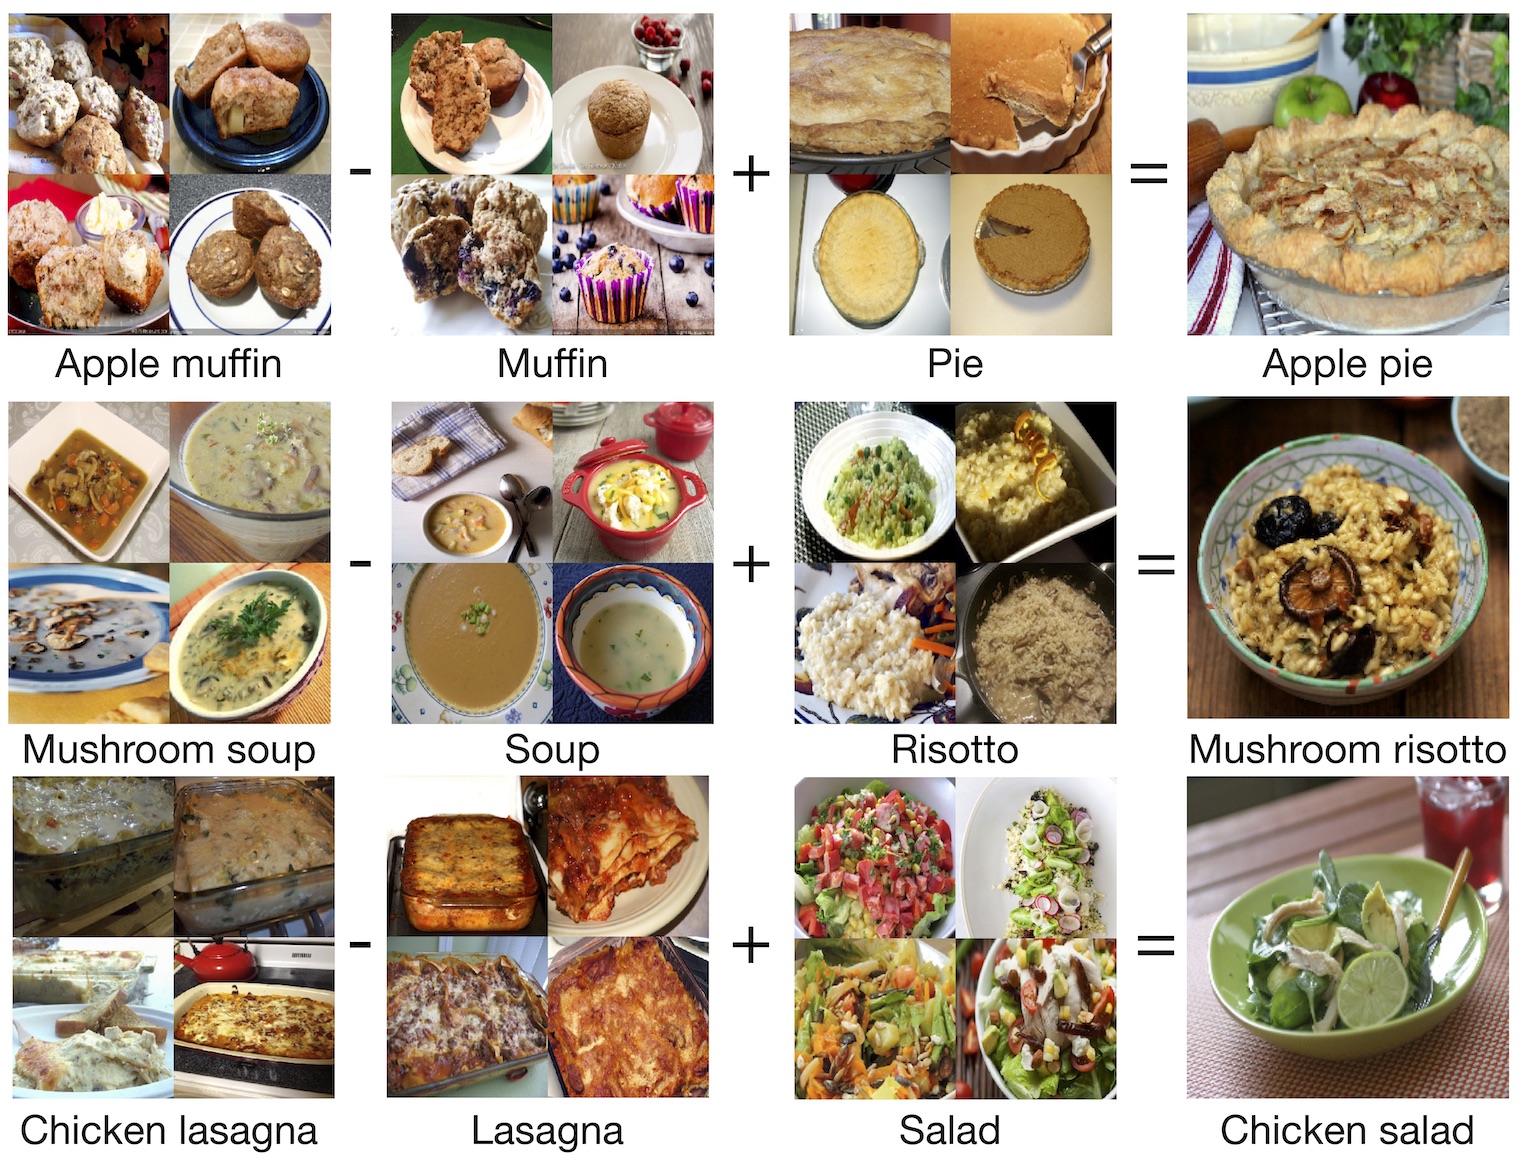 - + =
Apple muffin Muffin Pie Apple pie
- + =
Mushroom soup Soup Risotto Mushroom risotto
- + =
Chicken lasagna Lasagna Salad Chicken salad